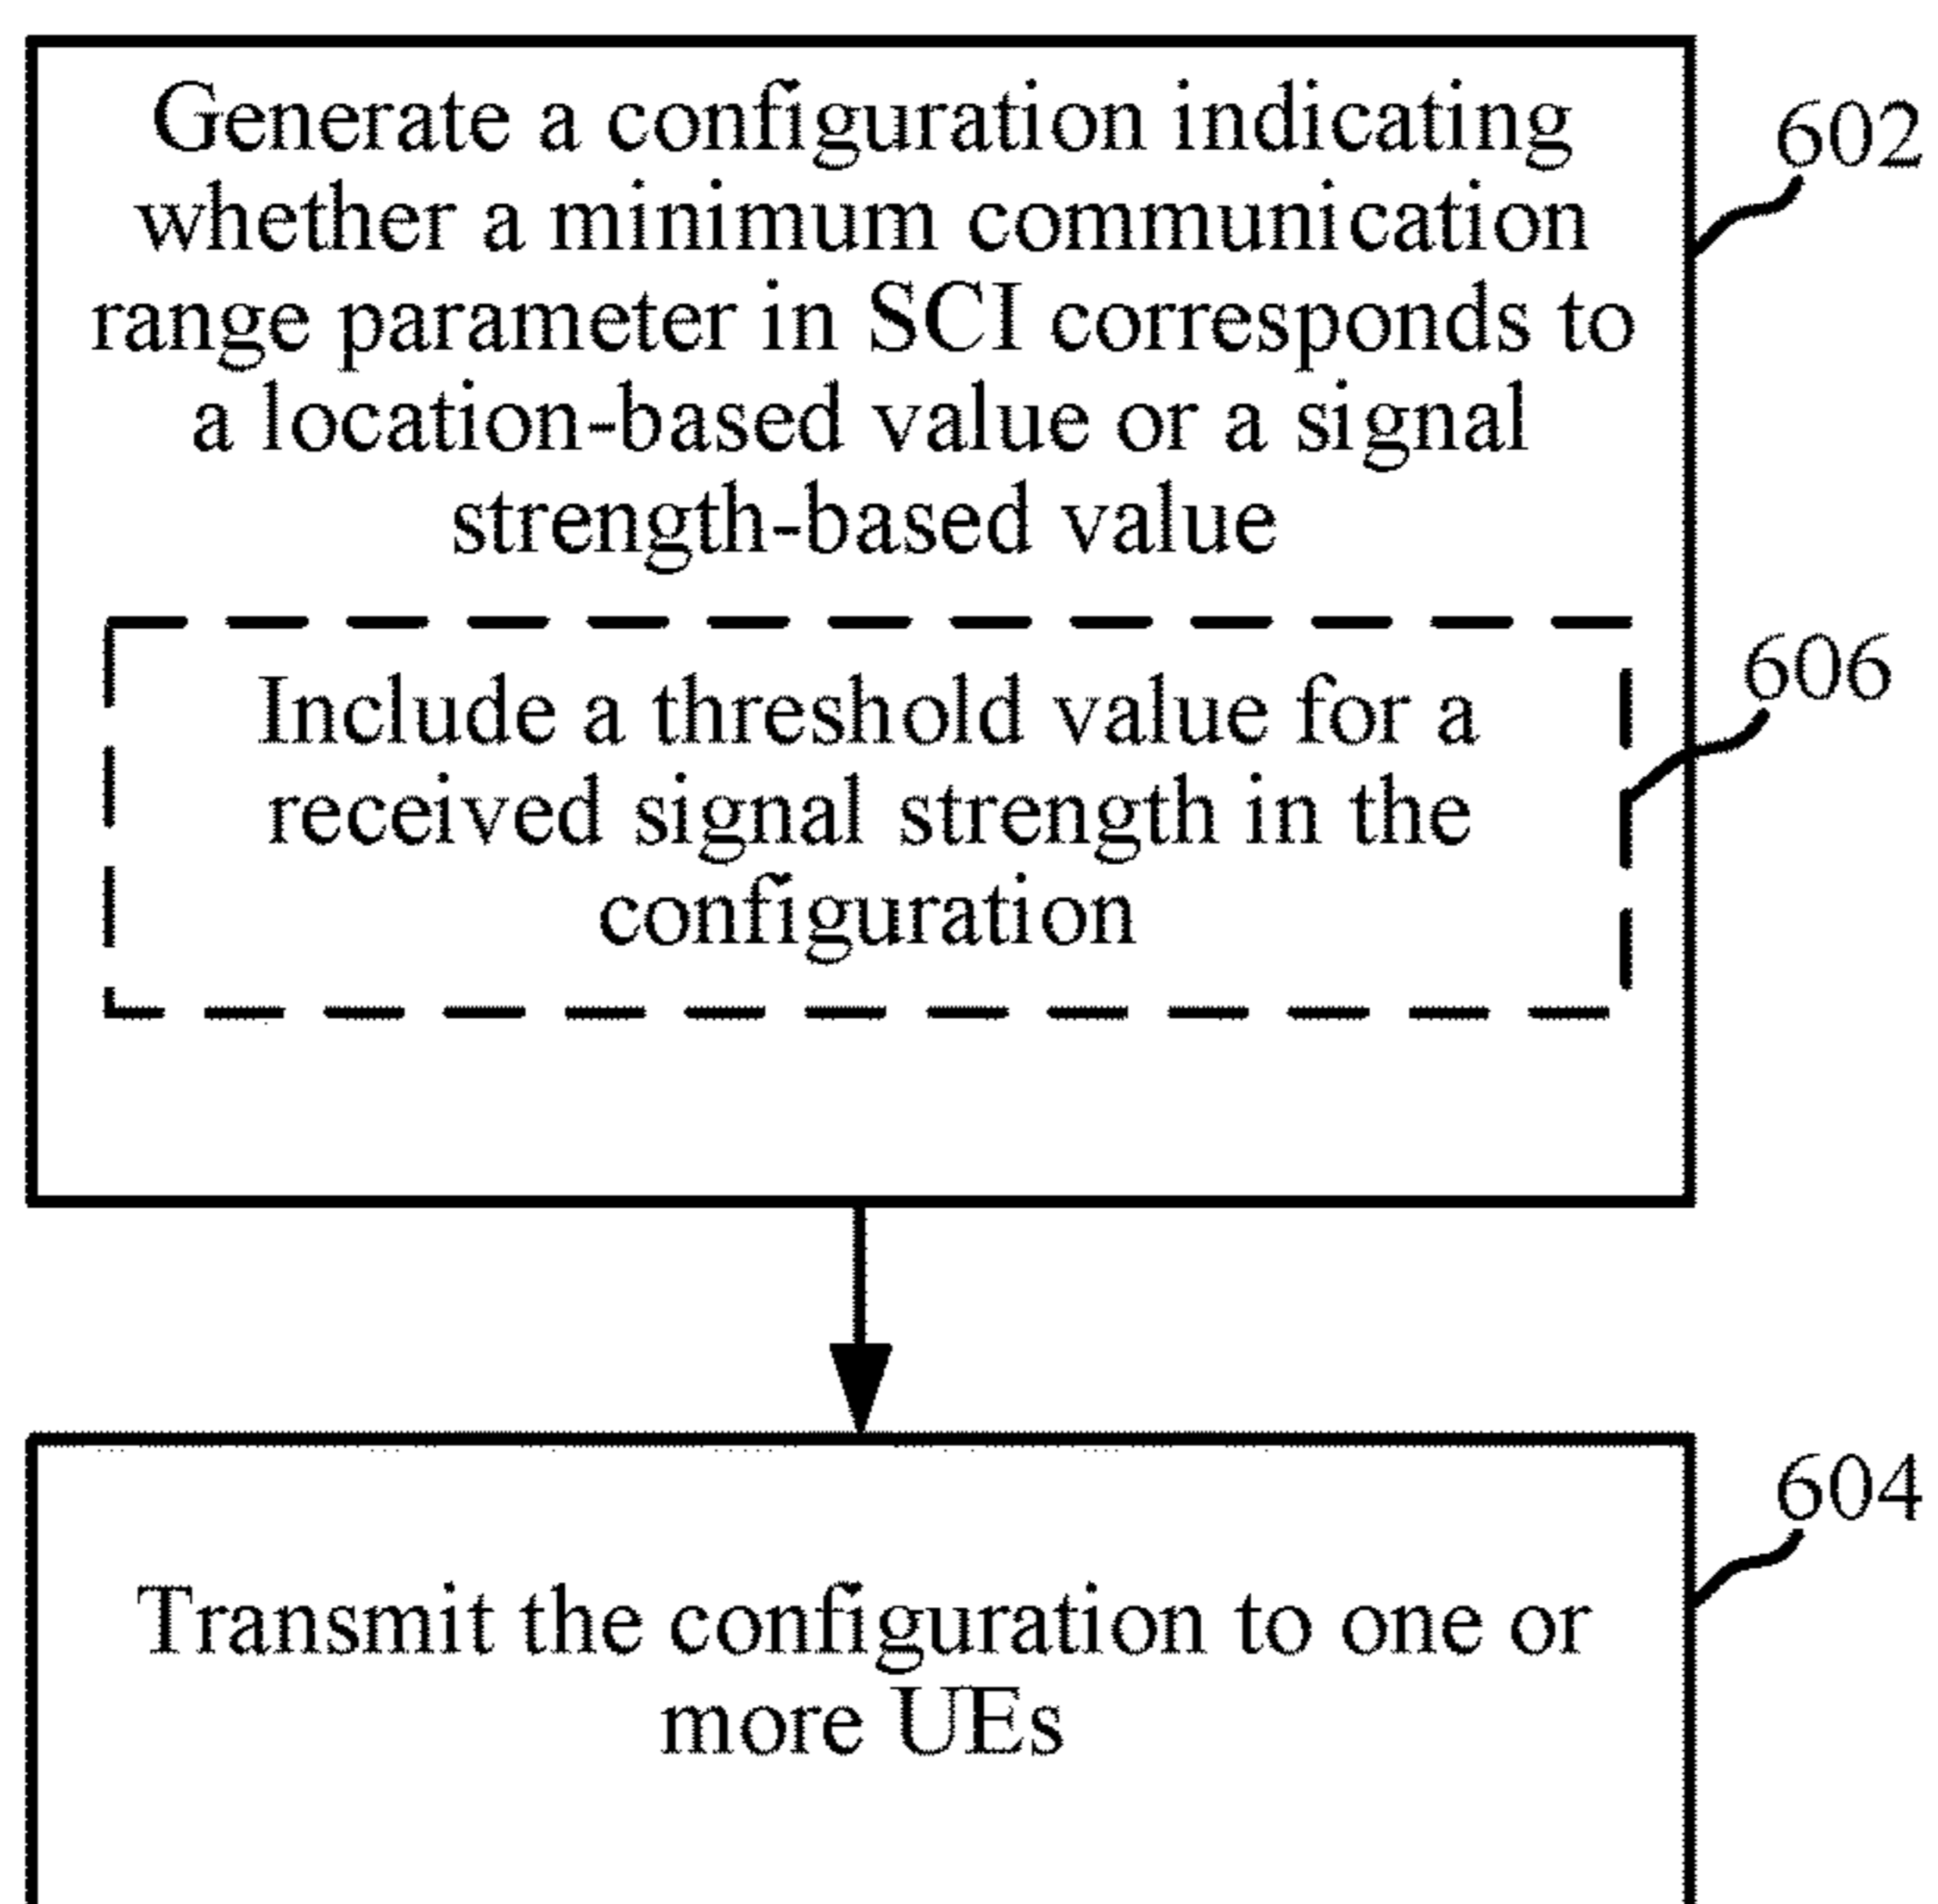 Generate a configuration indicating
602
whether a minimum communication
range parameter in SCI corresponds to
a location-based value or a signal
strength-based value
606
Include a threshold value for a
received signal strength in the
configuration
604
Transmit the configuration to one or
more UEs